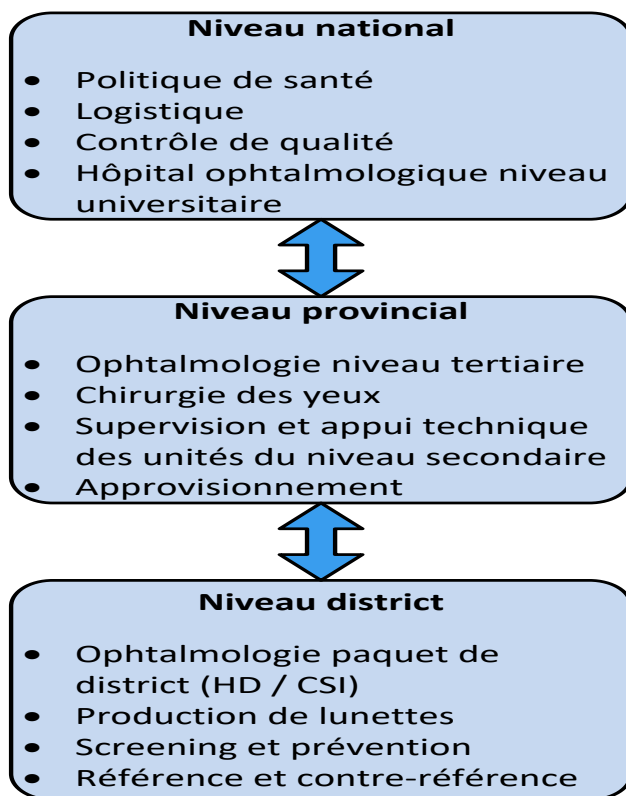 Niveau national
• Politique de santé
• Logistique
• Contrôle de qualité
• Hôpital ophtalmologique niveau
universitaire
Niveau provincial
• Ophtalmologie niveau tertiaire
• Chirurgie des yeux
• Supervision et appui technique
des unités du niveau secondaire
• Approvisionnement
Niveau district
• Ophtalmologie paquet de
district (HD / CSI)
• Production de lunettes
• Screening et prévention
• Référence et contre-référence